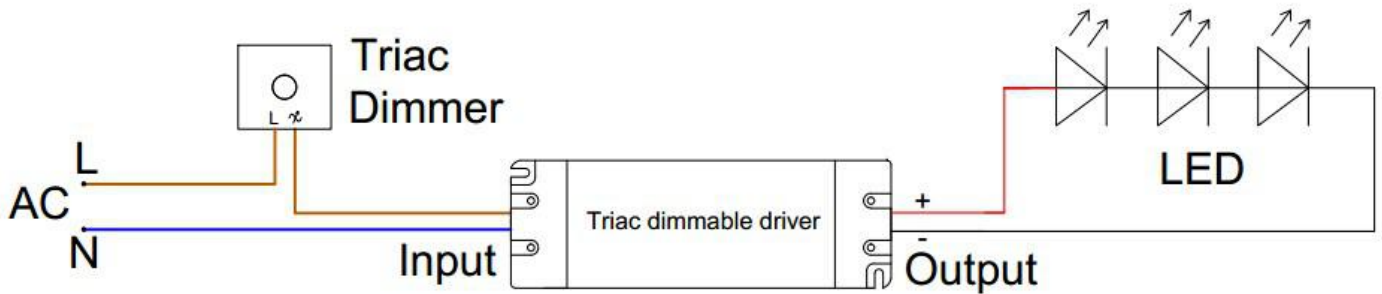 Triac
Dimmer
L
L
AC
N
Input
Triac dimmable driver
+
-
Output
LED